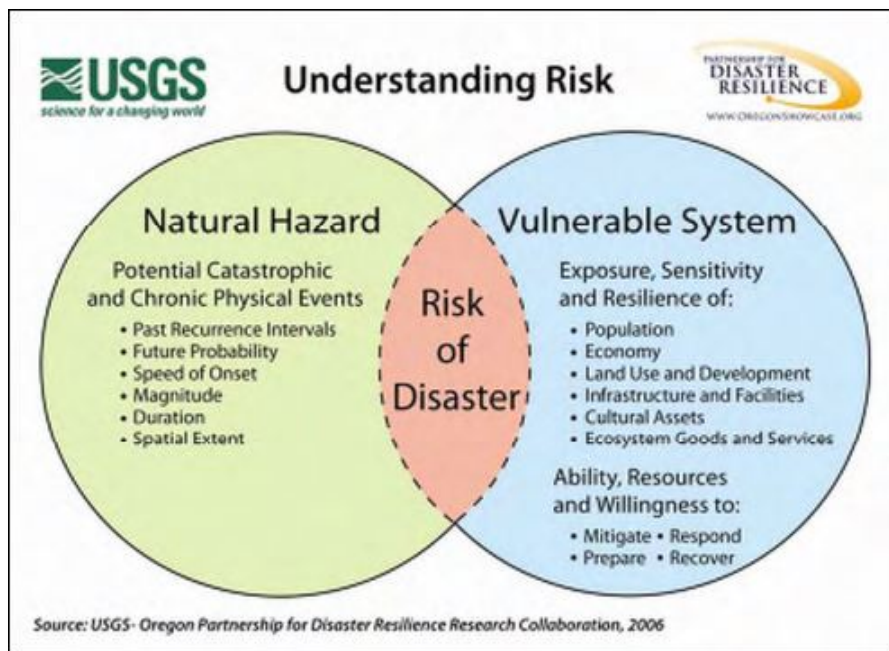 USGS
science for a changing world
Understanding Risk
PARTNERSHIP FOR
DISASTER
RESILIENCE
WWW.OREGONSHOWCASE.ORG
Natural Hazard
Potential Catastrophic
and Chronic Physical Events
• Past Recurrence Intervals
• Future Probability
• Speed of Onset
• Magnitude
• Duration
• Spatial Extent
Risk
of
Disaster
Vulnerable System
Exposure, Sensitivity
and Resilience of:
• Population
• Economy
• Land Use and Development
• Infrastructure and Facilities
• Cultural Assets
• Ecosystem Goods and Services
Ability, Resources
and Willingness to:
• Mitigate • Respond
• Prepare • Recover
Source: USGS- Oregon Partnership for Disaster Resilience Research Collaboration, 2006